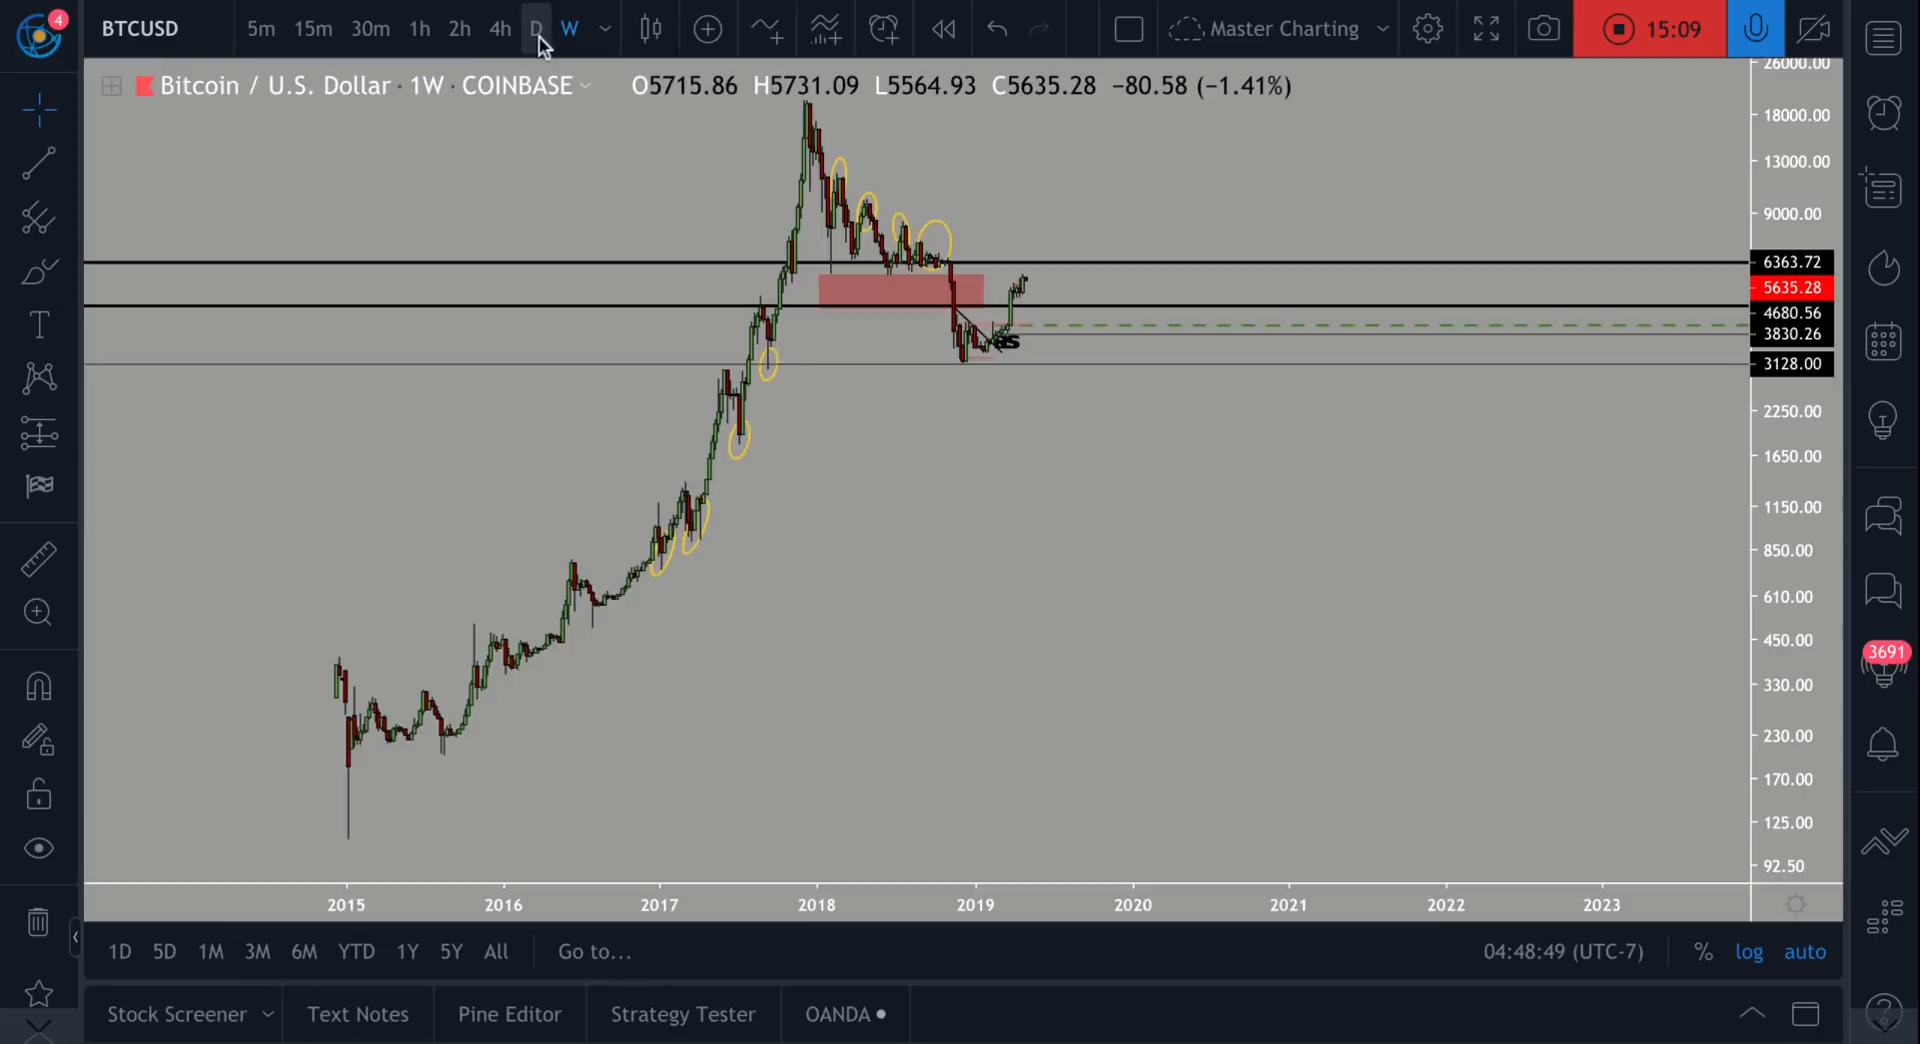 4
BTCUSD
5m 15m 30m 1h 2h 4h D W
Master Charting
15:09
Bitcoin / U.S. Dollar · 1W · COINBASE
O5715.86 H5731.09 L5564.93 C5635.28 −80.58 (−1.41%)
26000.00
18000.00
13000.00
9000.00
6363.72
5635.28
4680.56
3830.26
3128.00
2250.00
1650.00
1150.00
850.00
610.00
450.00
330.00
230.00
170.00
125.00
92.50
3691
2015 2016 2017 2018 2019 2020 2021 2022 2023
1D 5D 1M 3M 6M YTD 1Y 5Y All Go to...
04:48:49 (UTC-7) % log auto
Stock Screener Text Notes Pine Editor Strategy Tester OANDA